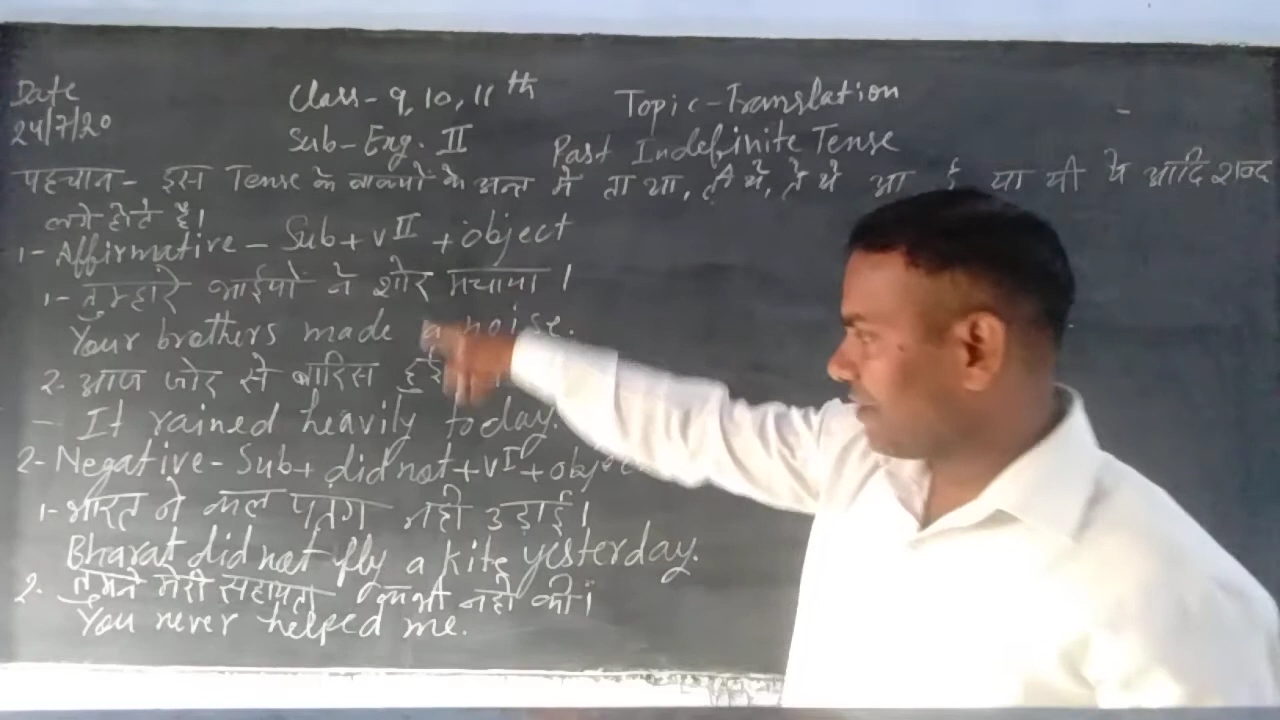 Date
24/7/20
Class-9, 10, 11th
Sub-Eng. II
Topic-Translation
Past Indefinite Tense
पहचान- इस Tense के वाक्यों के अन्त में ता था, ती थी, ते थे आ ई या यी ये आदि शब्द
लगे होते हैं।
1- Affirmative- Sub+ VII +object
1- तुम्हारे भाईयों ने शोर मचाया।
Your brothers made a noise.
2- आज जोर से बारिस हुई
- It rained heavily today.
2- Negative- Sub+ did not+VI+object
1- भारत ने कल पतंग नही उड़ाई।
Bharat did not fly a kite yesterday.
2. तुमने मेरी सहायता कभी नही की।
You never helped me.